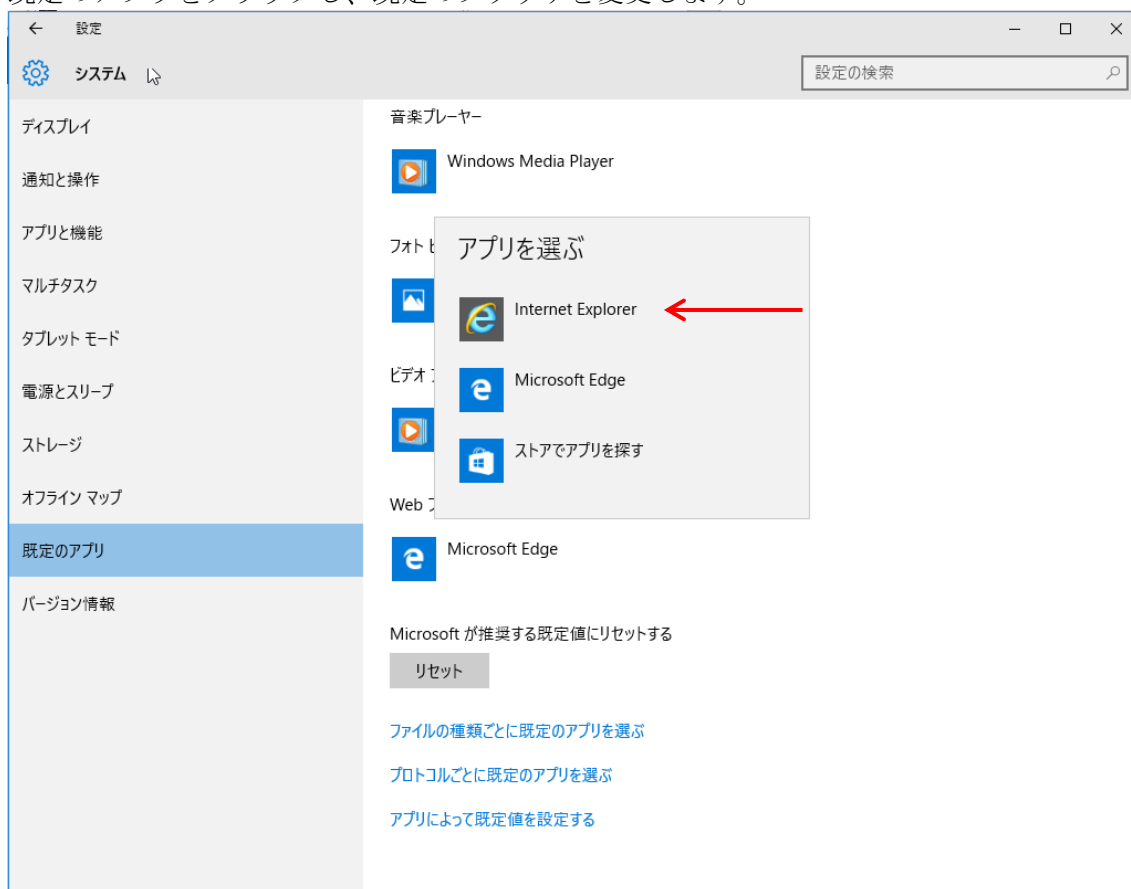 設定
システム
設定の検索
ディスプレイ
通知と操作
アプリと機能
マルチタスク
タブレット モード
電源とスリープ
ストレージ
オフライン マップ
既定のアプリ
バージョン情報
音楽プレーヤー
Windows Media Player
フォト
アプリを選ぶ
Internet Explorer
Microsoft Edge
ストアでアプリを探す
ビデオ
Web
Microsoft Edge
Microsoft が推奨する既定値にリセットする
リセット
ファイルの種類ごとに既定のアプリを選ぶ
プロトコルごとに既定のアプリを選ぶ
アプリによって既定値を設定する